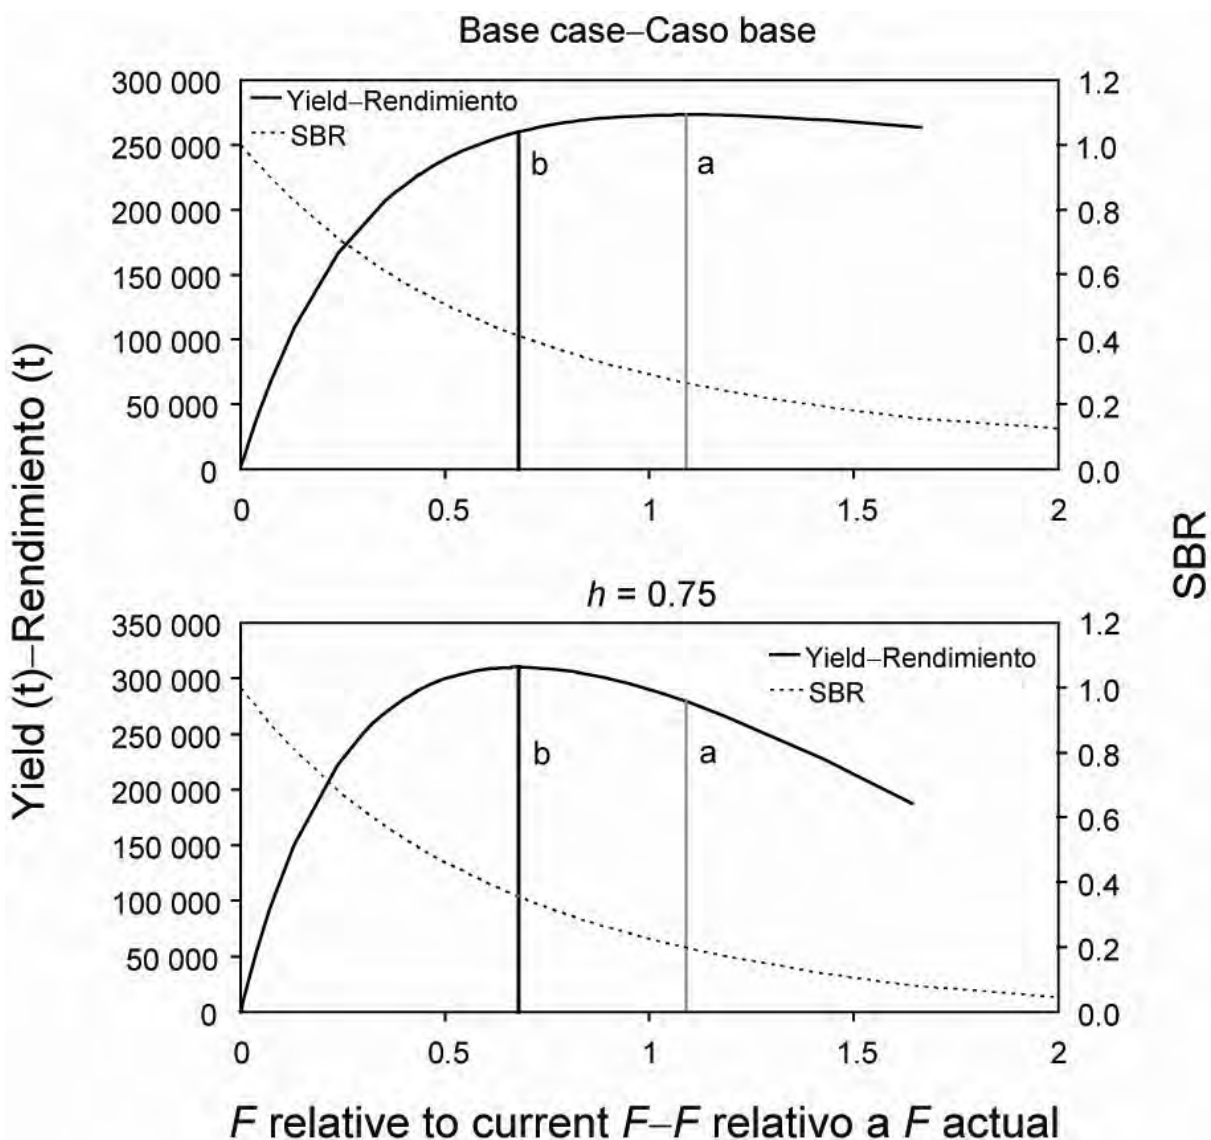 Base case–Caso base
300 000
250 000
200 000
150 000
100 000
50 000
0
Yield–Rendimiento
SBR
b
a
1.2
1.0
0.8
0.6
0.4
0.2
0.0
0 0.5 1 1.5 2
h = 0.75
350 000
300 000
250 000
200 000
150 000
100 000
50 000
0
Yield–Rendimiento
SBR
b
a
1.2
1.0
0.8
0.6
0.4
0.2
0.0
0 0.5 1 1.5 2
Yield (t)–Rendimiento (t)
SBR
F relative to current F–F relativo a F actual